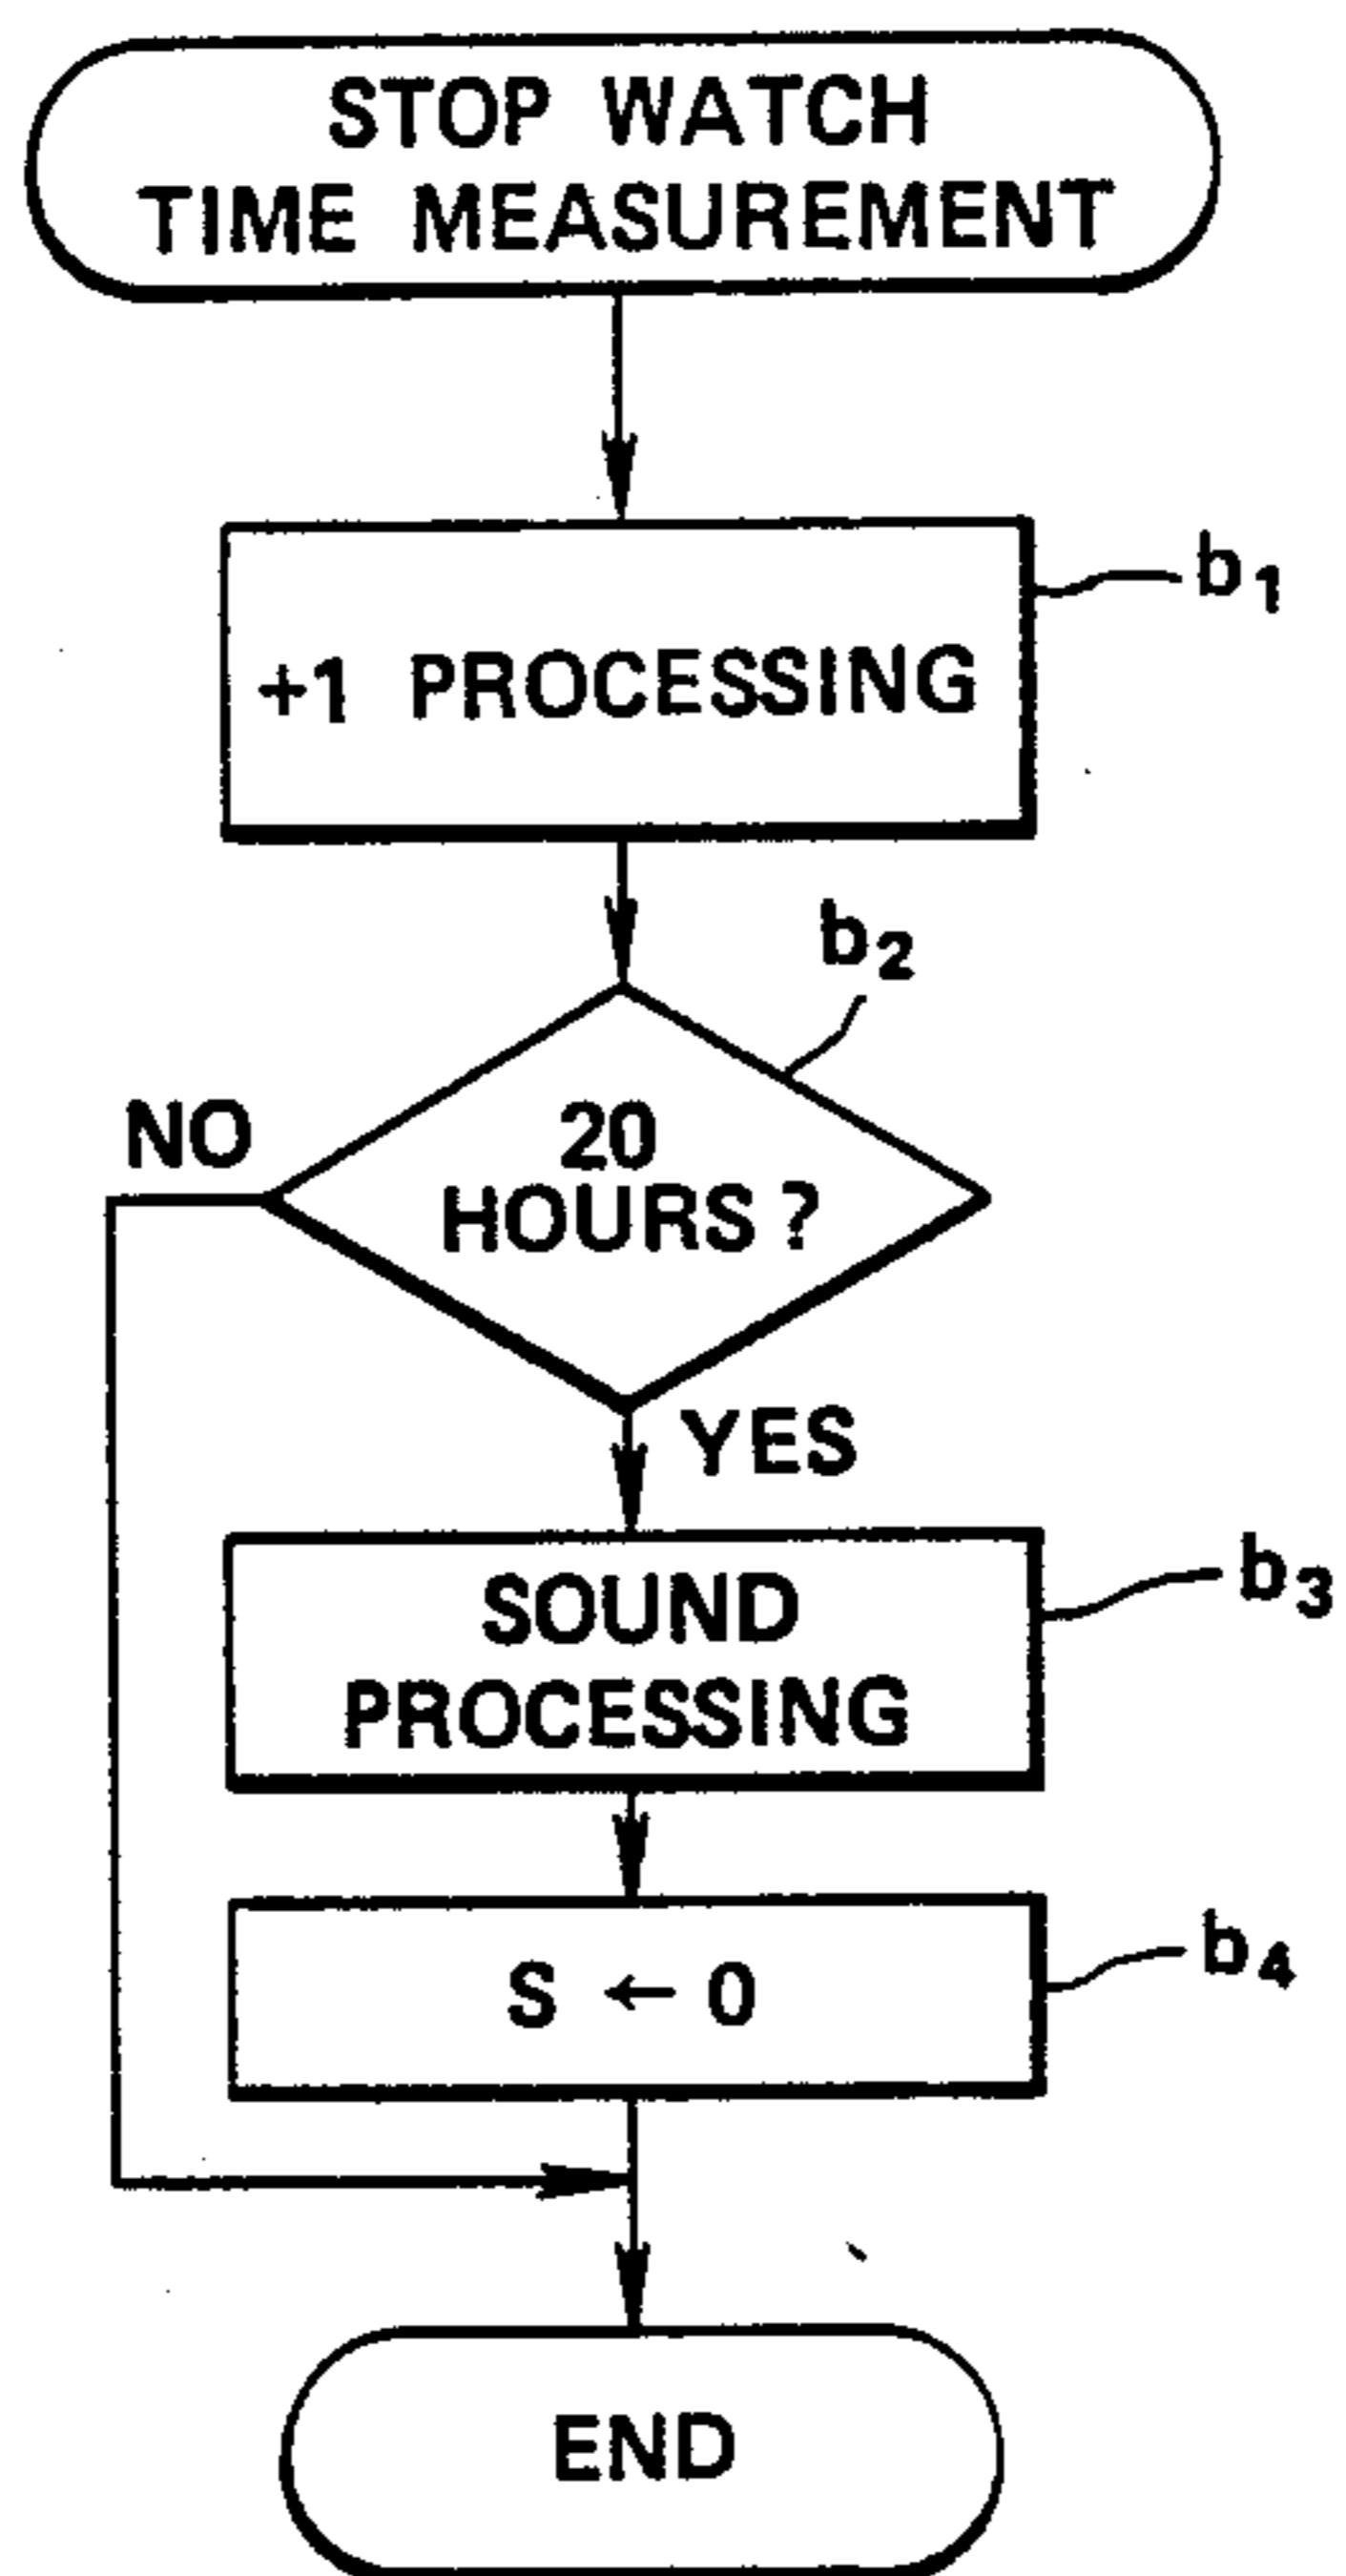 STOP WATCH
TIME MEASUREMENT
+1 PROCESSING
b1
b2
NO
20
HOURS?
YES
SOUND
PROCESSING
b3
S ← 0
b4
END